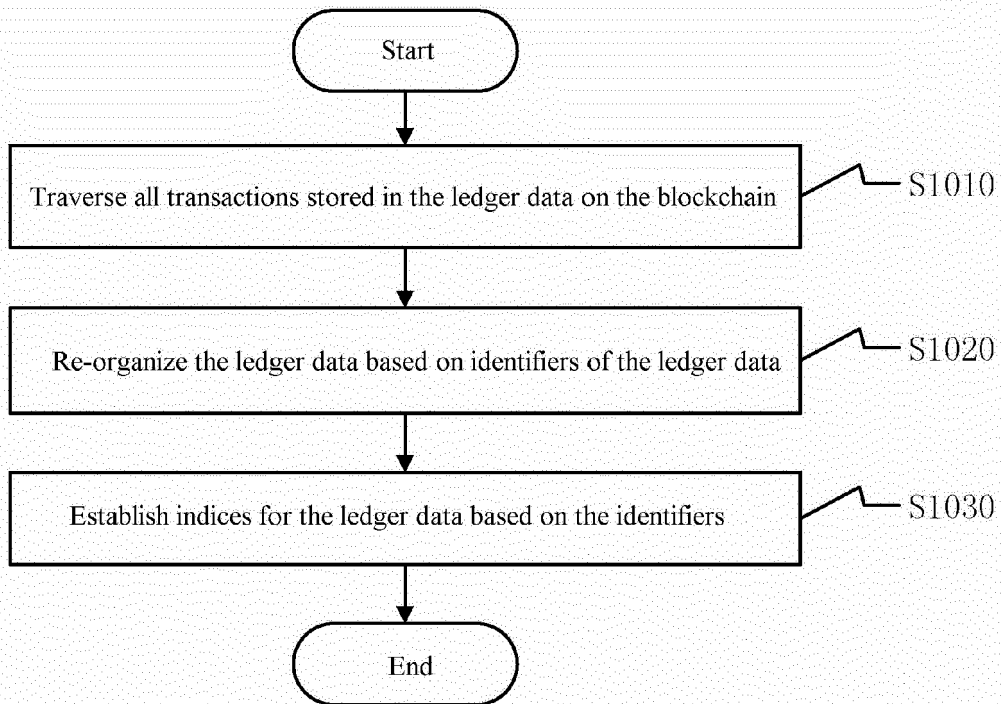 Start
Traverse all transactions stored in the ledger data on the blockchain
S1010
Re-organize the ledger data based on identifiers of the ledger data
S1020
Establish indices for the ledger data based on the identifiers
S1030
End